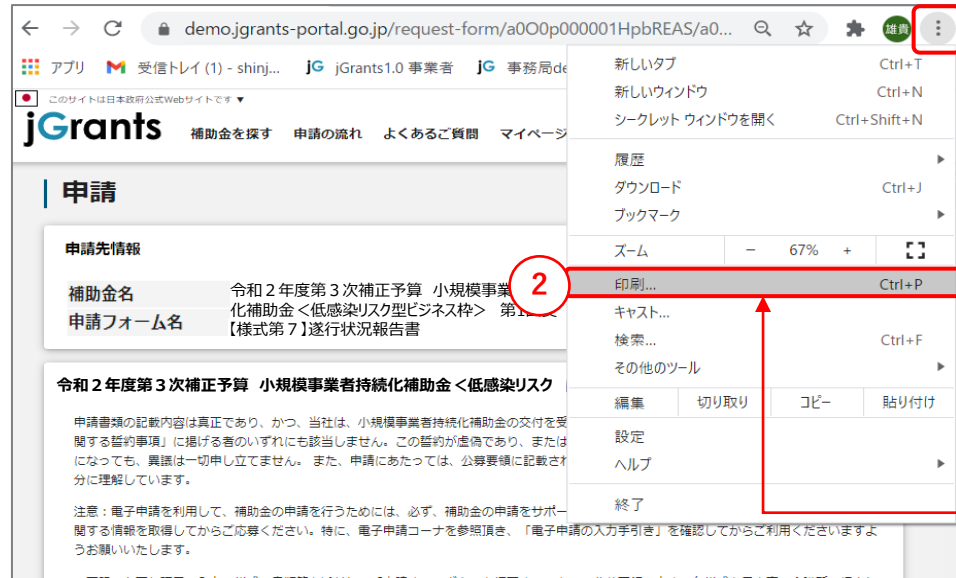 demo.jgrants-portal.go.jp/request-form/a0O0p000001HpbREAS/a0...
雄貴
アプリ
受信トレイ (1) - shinj...
jG jGrants1.0 事業者
jG 事務局de
このサイトは日本政府公式Webサイトです ▼
jGrants
補助金を探す 申請の流れ よくあるご質問 マイページ
申請
申請先情報
補助金名
令和2年度第3次補正予算 小規模事業
化補助金<低感染リスク型ビジネス枠> 第1
申請フォーム名
【様式第7】遂行状況報告書
令和2年度第3次補正予算 小規模事業者持続化補助金<低感染リスク
申請書類の記載内容は真正であり、かつ、当社は、小規模事業者持続化補助金の交付を受
関する誓約事項」に掲げる者のいずれにも該当しません。この誓約が虚偽であり、または
になっても、異議は一切申し立てません。 また、申請にあたっては、公募要領に記載され
分に理解しています。
注意:電子申請を利用して、補助金の申請を行うためには、必ず、補助金の申請をサポー
関する情報を取得してからご応募ください。特に、電子申請コーナを参照頂き、「電子申請の入力手引き」を確認してからご利用くださいますよ
うお願いいたします。
新しいタブ Ctrl+T
新しいウィンドウ Ctrl+N
シークレット ウィンドウを開く Ctrl+Shift+N
履歴
ダウンロード Ctrl+J
ブックマーク
ズーム - 67% +
2
印刷... Ctrl+P
キャスト...
検索... Ctrl+F
その他のツール
編集 切り取り コピー 貼り付け
設定
ヘルプ
終了